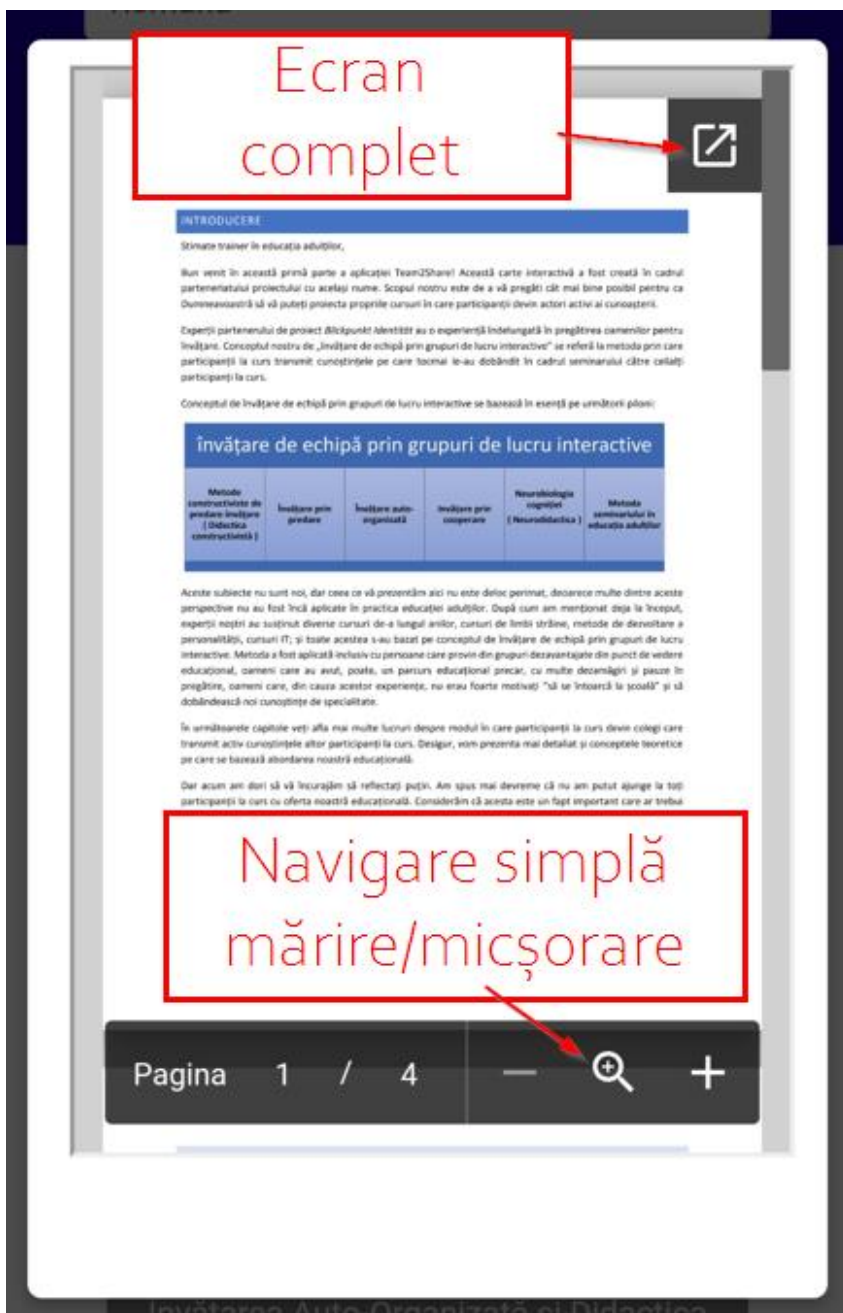 Ecran
complet
INTRODUCERE
Stimate trainer în educația adulților,
Bun venit în această primă parte a aplicației Team2Share! Această carte interactivă a fost creată în cadrul
parteneriatului proiectului cu același nume. Scopul nostru este de a vă pregăti cât mai bine posibil pentru ca
Dumneavoastră să vă puteți proiecta propriile cursuri în care participanții devin actori activi ai cunoașterii.
Experții partenerului de proiect Blickpunkt Identität au o experiență îndelungată în pregătirea oamenilor pentru
învățare. Conceptul nostru de „învățare de echipă prin grupuri de lucru interactive" se referă la metoda prin care
participanții la curs transmit cunoștințele pe care tocmai le-au dobândit în cadrul seminarului către ceilalți
participanți la curs.
Conceptul de învățare de echipă prin grupuri de lucru interactive se bazează în esență pe următorii piloni:
învățare de echipă prin grupuri de lucru interactive
Metode constructiviste de predare învățare ( Didactica constructivistă )
Învățare prin predare
Învățare auto-organizată
Invățare prin cooperare
Neurobiologia cogniției ( Neurodidactica )
Metoda seminariului în educația adulților
Aceste subiecte nu sunt noi, dar ceea ce vă prezentăm aici nu este deloc perimat, deoarece multe dintre aceste
perspective nu au fost încă aplicate în practica educației adulților. După cum am menționat deja la început,
experții noștri au susținut diverse cursuri de-a lungul anilor, cursuri de limbi străine, metode de dezvoltare a
personalității, cursuri IT; și toate acestea s-au bazat pe conceptul de învățare de echipă prin grupuri de lucru
interactive. Metoda a fost aplicată inclusiv cu persoane care provin din grupuri dezavantajate din punct de vedere
educațional, oameni care au avut, poate, un parcurs educațional precar, cu multe dezamăgiri și pauze în
pregătire, oameni care, din cauza acestor experiențe, nu erau foarte motivați "să se întoarcă la școală" și să
dobândească noi cunoștințe de specialitate.
În următoarele capitole veți afla mai multe lucruri despre modul în care participanții la curs devin colegi care
transmit activ cunoștințele altor participanți la curs. Desigur, vom prezenta mai detaliat și conceptele teoretice
pe care se bazează abordarea noastră educațională.
Dar acum am dori să vă încurajăm să reflectați puțin. Am spus mai devreme că nu am putut ajunge la toți
participanții la curs cu oferta noastră educațională. Considerăm că acesta este un fapt important care ar trebui
Navigare simplă
mărire/micșorare
Pagina 1 / 4
Învățarea Auto-Organizată și Didactica